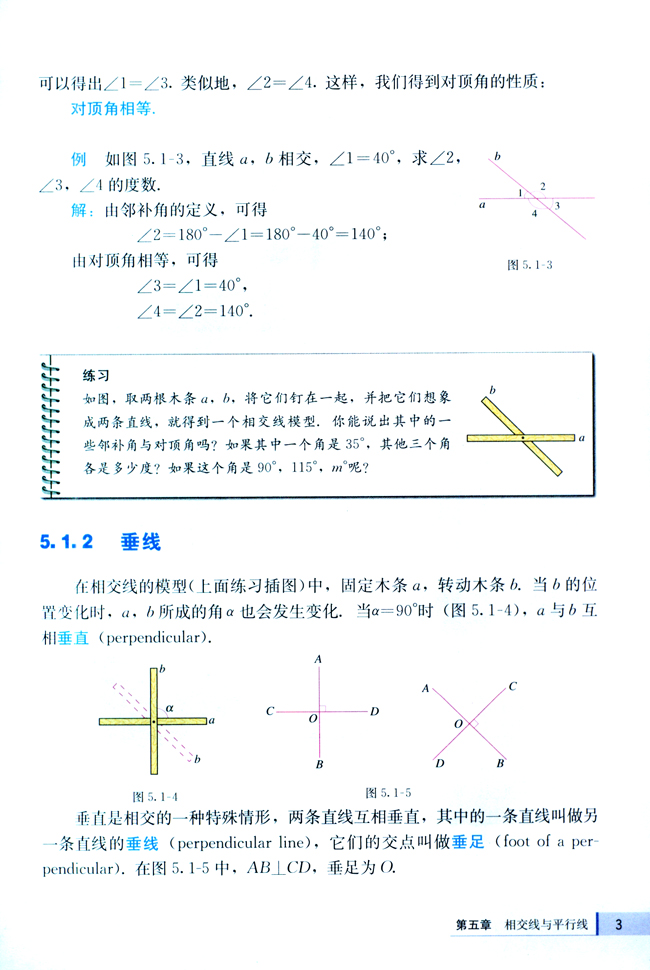 可以得出∠1=∠3. 类似地，∠2=∠4. 这样，我们得到对顶角的性质：
对顶角相等.
例 如图 5.1-3，直线 a，b 相交，∠1=40°，求∠2，
∠3，∠4 的度数.
解：由邻补角的定义，可得
∠2=180°-∠1=180°-40°=140°；
由对顶角相等，可得
∠3=∠1=40°，
∠4=∠2=140°.
b
1 2
a 3
4
图 5.1-3
练习
如图，取两根木条 a，b，将它们钉在一起，并把它们想象
成两条直线，就得到一个相交线模型. 你能说出其中的一
些邻补角与对顶角吗？如果其中一个角是 35°，其他三个角
各是多少度？如果这个角是 90°，115°，m°呢？
b
a
5.1.2 垂线
在相交线的模型(上面练习插图)中，固定木条 a，转动木条 b. 当 b 的位
置变化时，a，b 所成的角 α 也会发生变化. 当α=90°时（图 5.1-4），a 与 b 互
相垂直（perpendicular）.
b
α
a
b
图 5.1-4
A
C O D
B
A C
O
D B
图 5.1-5
垂直是相交的一种特殊情形，两条直线互相垂直，其中的一条直线叫做另
一条直线的垂线（perpendicular line），它们的交点叫做垂足（foot of a per-
pendicular）. 在图 5.1-5 中，AB⊥CD，垂足为 O.
第五章 相交线与平行线 3